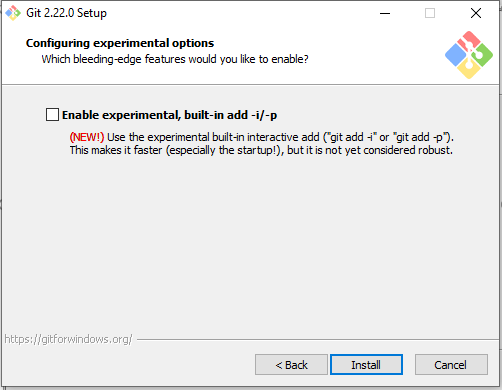 Git 2.22.0 Setup
Configuring experimental options
Which bleeding-edge features would you like to enable?
Enable experimental, built-in add -i/-p
(NEW!) Use the experimental built-in interactive add ("git add -i" or "git add -p").
This makes it faster (especially the startup!), but it is not yet considered robust.
https://gitforwindows.org/
< Back Install Cancel